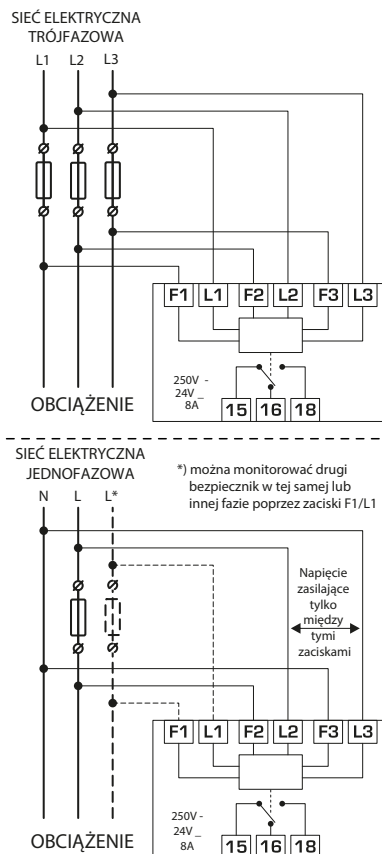 SIEĆ ELEKTRYCZNA
TRÓJFAZOWA
L1 L2 L3
F1 L1 F2 L2 F3 L3
250V -
24V _
8A
15 16 18
OBCIĄŻENIE
SIEĆ ELEKTRYCZNA
JEDNOFAZOWA
N L L*
*) można monitorować drugi
bezpiecznik w tej samej lub
innej fazie poprzez zaciski F1/L1
Napięcie
zasilające
tylko
między
tymi
zaciskami
F1 L1 F2 L2 F3 L3
250V -
24V _
8A
15 16 18
OBCIĄŻENIE